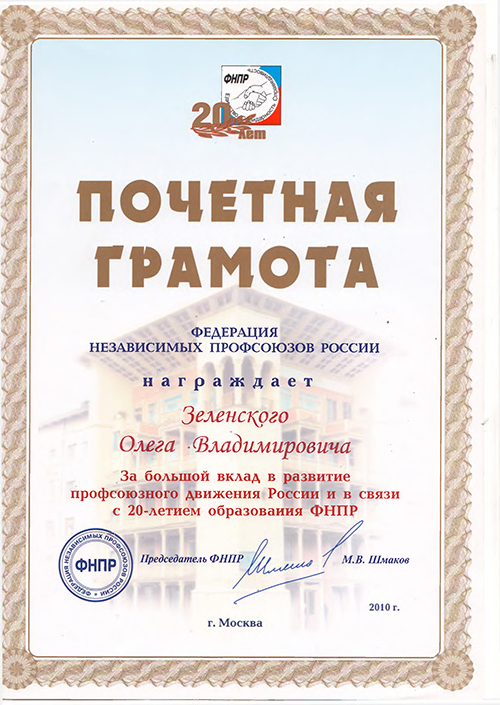 ФНПР
20 лет
ПОЧЕТНАЯ
ГРАМОТА
ФЕДЕРАЦИЯ
НЕЗАВИСИМЫХ ПРОФСОЮЗОВ РОССИИ
награждает
Зеленского
Олега Владимировича
За большой вклад в развитие
профсоюзного движения России и в связи
с 20-летием образования ФНПР
Председатель ФНПР
М.В. Шмаков
ФЕДЕРАЦИЯ НЕЗАВИСИМЫХ ПРОФСОЮЗОВ РОССИИ
ФНПР
2010 г.
г. Москва